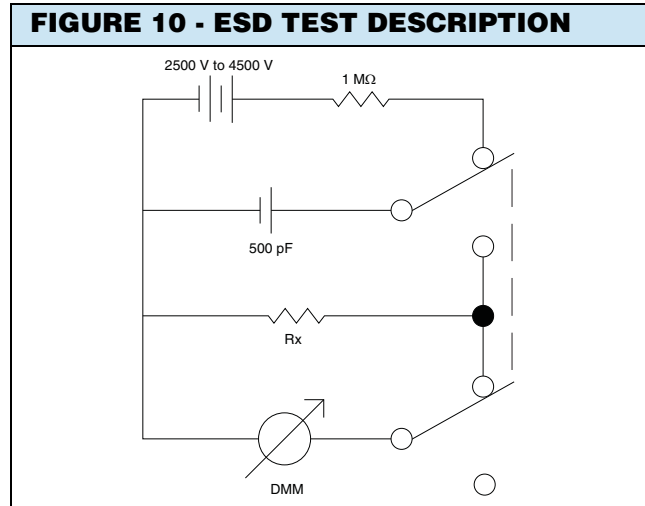 FIGURE 10 - ESD TEST DESCRIPTION
2500 V to 4500 V
1 MΩ
500 pF
Rx
DMM